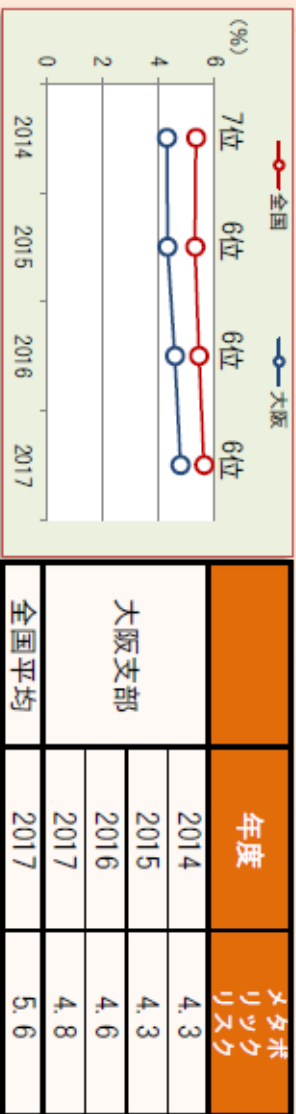 全国 大阪
(%)
7位 6位 6位 6位
6
4
2
0
2014 2015 2016 2017
年度
メタボ
リック
リスク
大阪支部
2014 4.3
2015 4.3
2016 4.6
2017 4.8
全国平均 2017 5.6